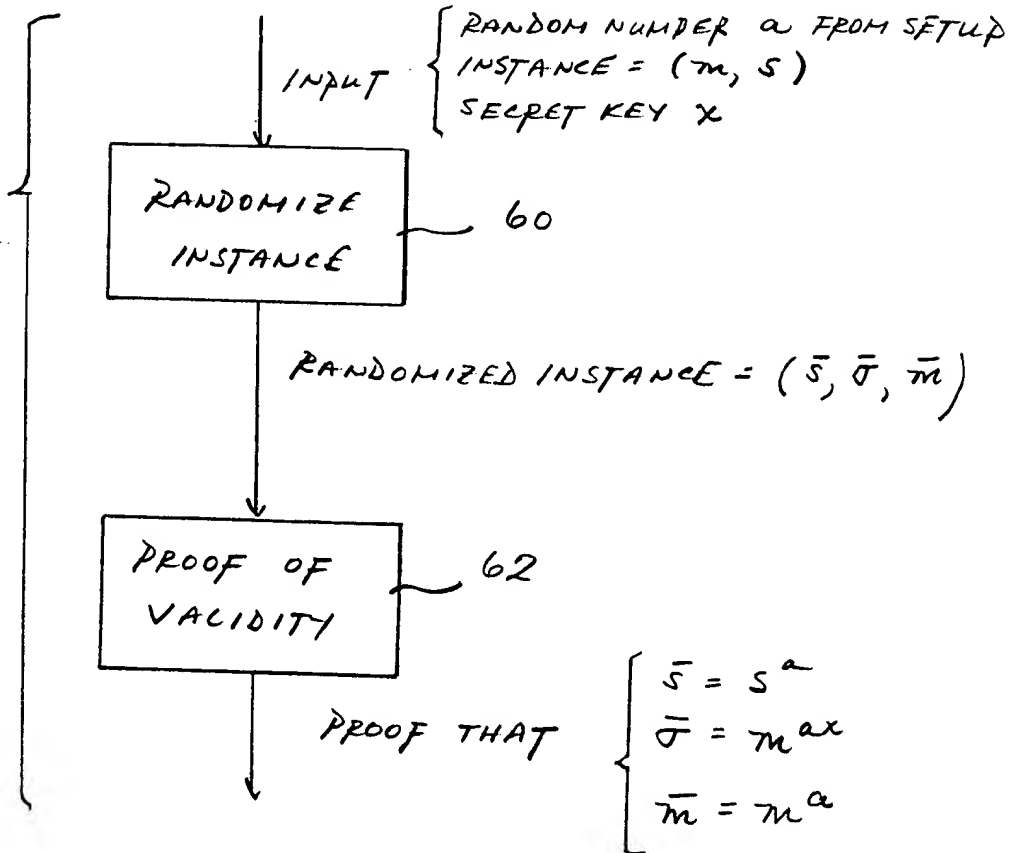 INPUT
RANDOM NUMBER a FROM SETUP
INSTANCE = (m, s)
SECRET KEY x
RANDOMIZE
INSTANCE
60
RANDOMIZED INSTANCE = (s̄, σ̄, m̄)
PROOF OF
VALIDITY
62
PROOF THAT
s̄ = s^a
σ̄ = m^ax
m̄ = m^a